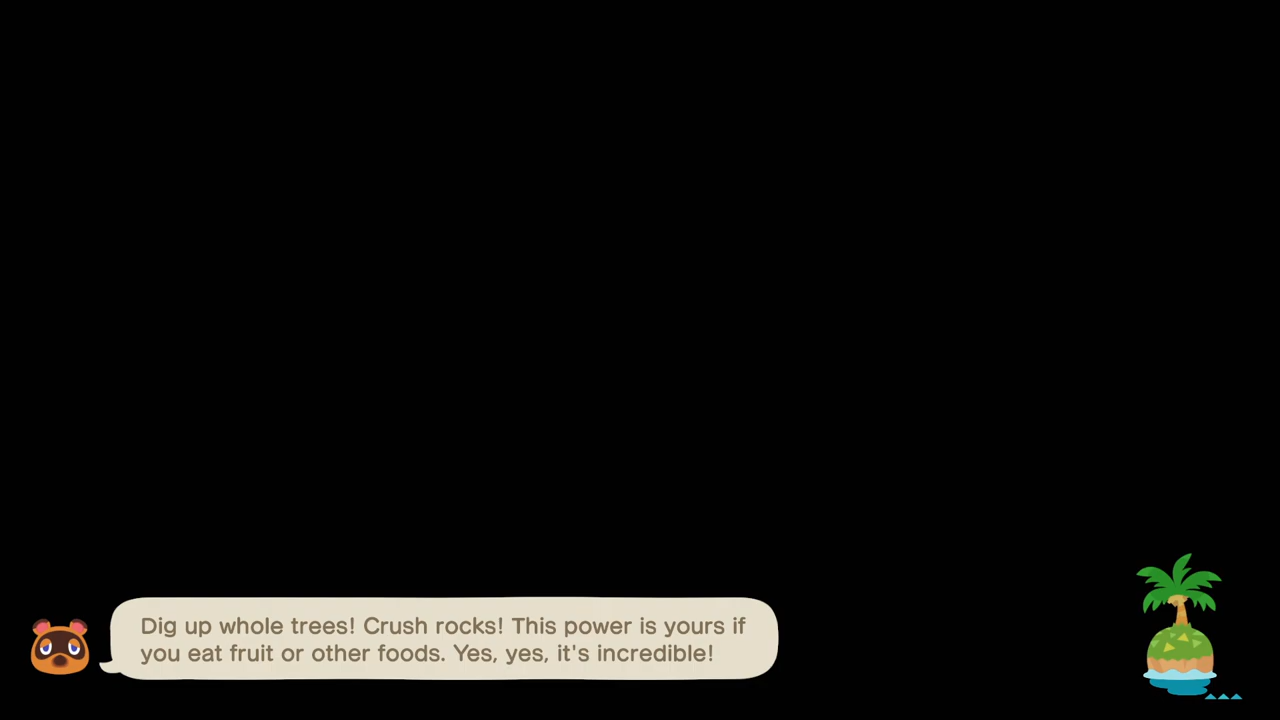 Dig up whole trees! Crush rocks! This power is yours if
you eat fruit or other foods. Yes, yes, it's incredible!